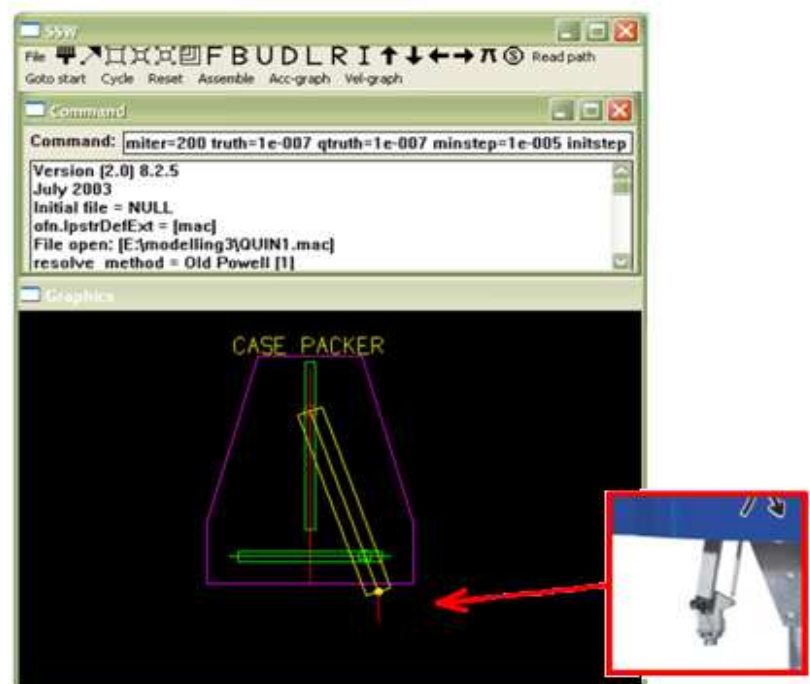 SSW
File F B U D L R I π S Read path
Goto start Cycle Reset Assemble Acc-graph Vel-graph
Command
Command: miter=200 truth=1e-007 qtruth=1e-007 minstep=1e-005 initstep
Version [2.0] 8.2.5
July 2003
Initial file = NULL
ofn.lpstrDefExt = [mac]
File open: [E:\modelling3\QUIN1.mac]
resolve_method = Old Powell [1]
Graphics
CASE PACKER